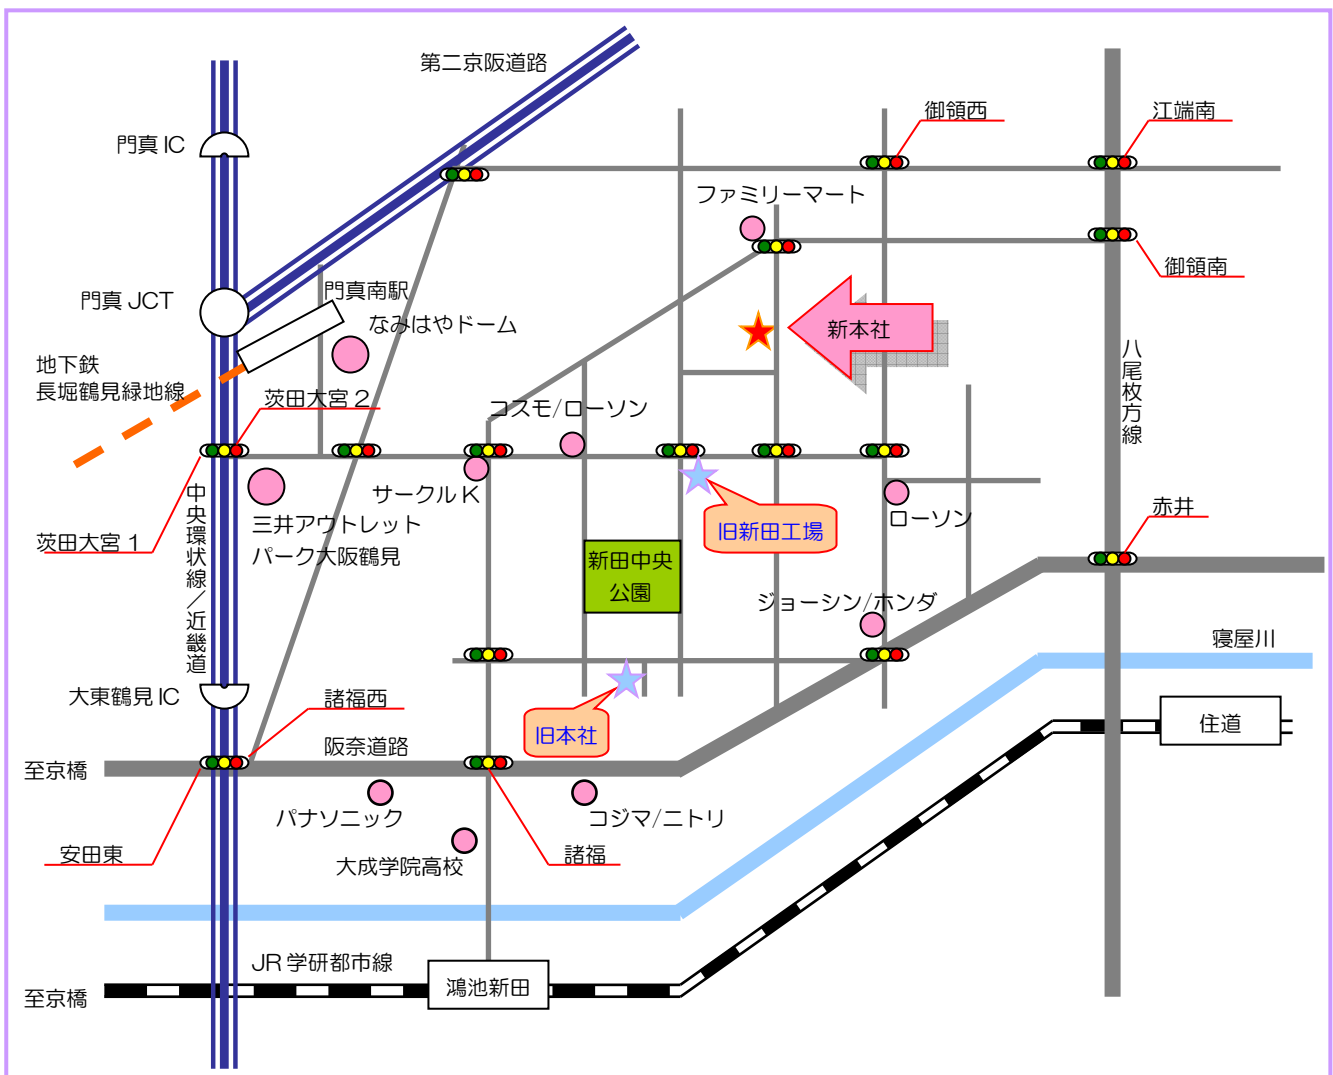 第二京阪道路
門真 IC
御領西
江端南
ファミリーマート
御領南
門真 JCT
門真南駅
なみはやドーム
新本社
地下鉄
長堀鶴見緑地線
茨田大宮 2
コスモ/ローソン
八尾枚方線
サークル K
三井アウトレット
パーク大阪鶴見
茨田大宮 1
中央環状線/近畿道
旧新田工場
ローソン
赤井
新田中央
公園
ジョーシン/ホンダ
寝屋川
大東鶴見 IC
諸福西
旧本社
住道
阪奈道路
至京橋
パナソニック
コジマ/ニトリ
安田東
大成学院高校
諸福
JR 学研都市線
鴻池新田
至京橋